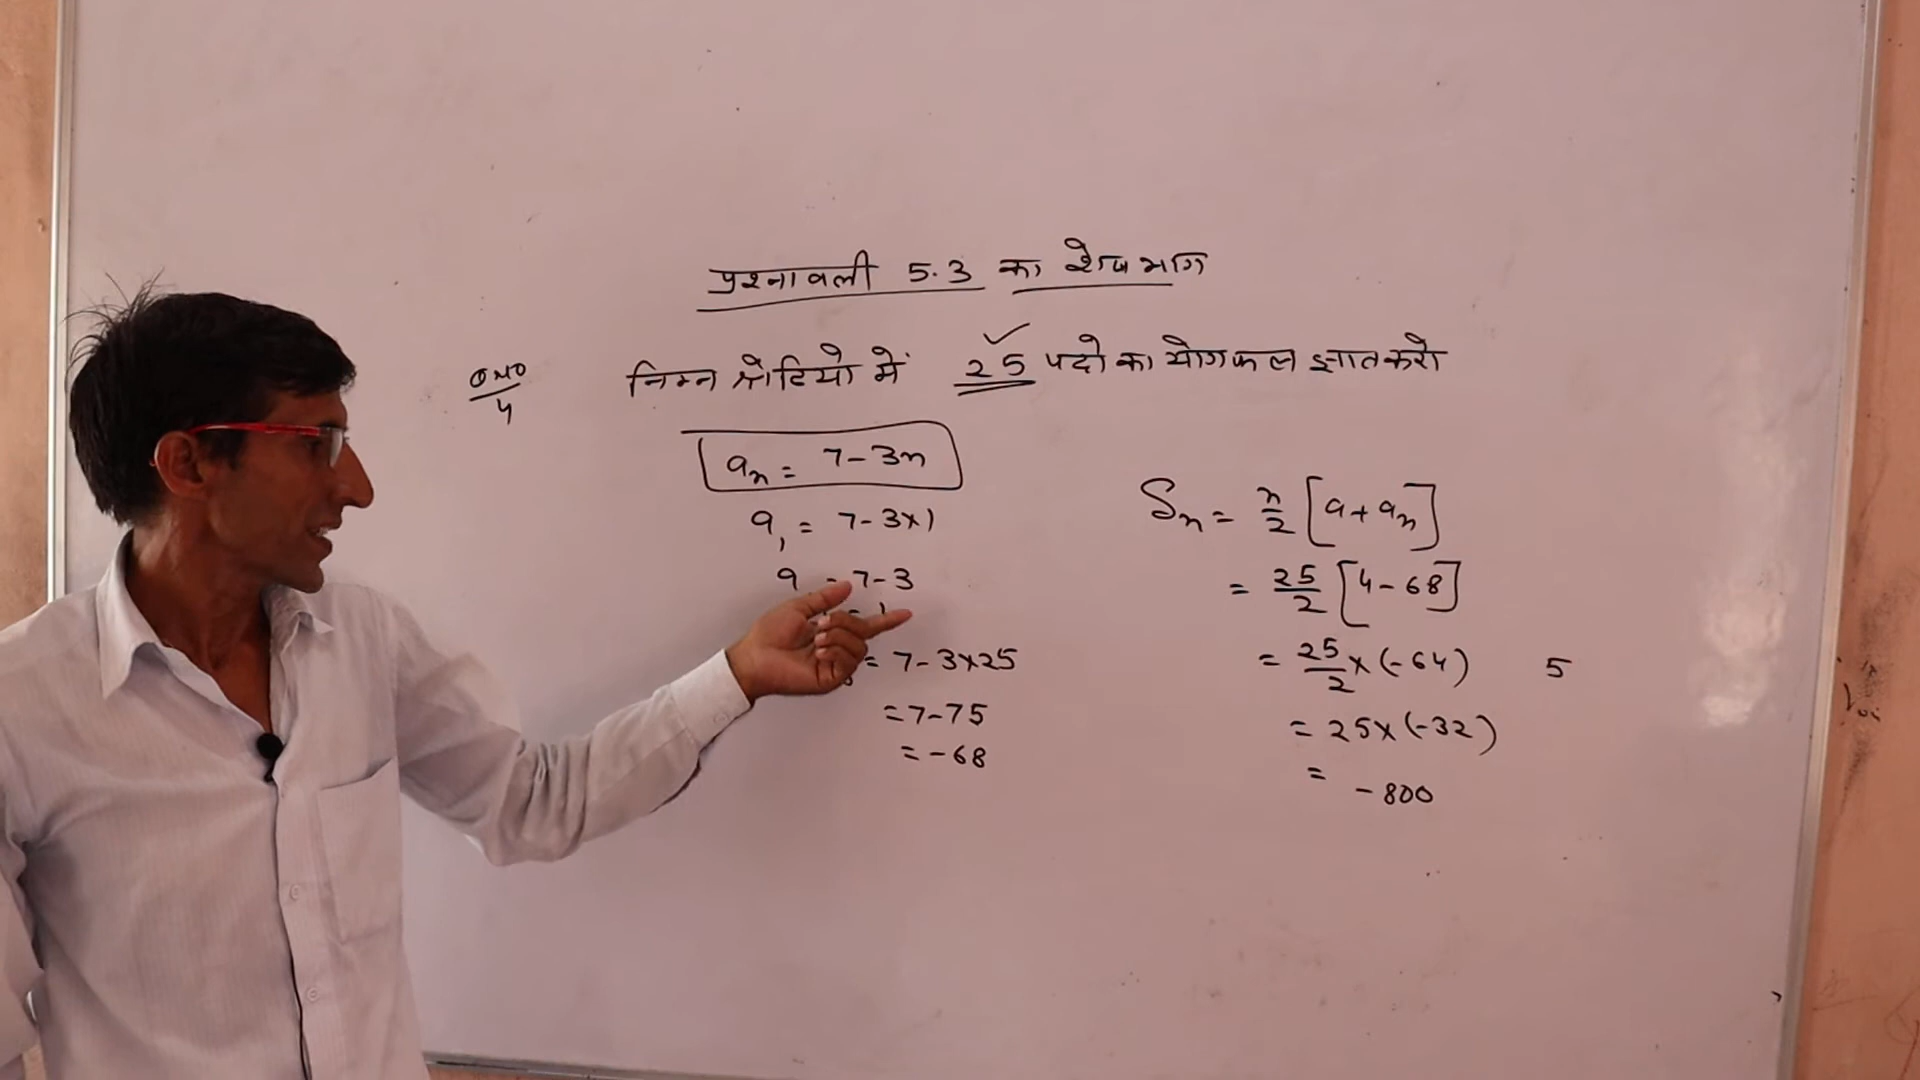 प्रश्नावली 5.3 का शेष भाग
QNO/4 निम्न श्रेढियो में 25 पदो का योगफल ज्ञात करो
aₙ = 7-3n
a₁ = 7-3×1
a = 7-3
= 7-3×25
= 7-75
= -68
Sₙ = n/2 [a+aₙ]
= 25/2 [4-68]
= 25/2 × (-64) 5
= 25×(-32)
= -800